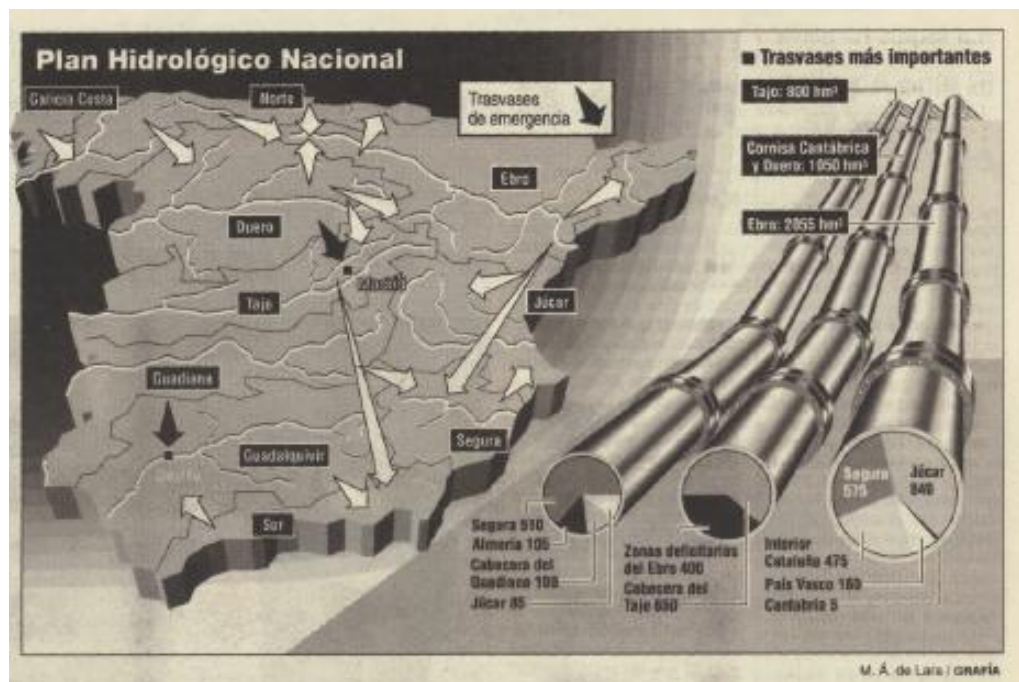 Plan Hidrológico Nacional
Galicia Costa
Norte
Trasvases
de emergencia
Ebro
Duero
Madrid
Tajo
Júcar
Guadiana
Guadalquivir
Segura
Sur
■ Trasvases más importantes
Tajo: 800 hm³
Cornisa Cantábrica
y Duero: 1050 hm³
Ebro: 2055 hm³
Segura 510
Almería 105
Cabecera del
Guadiana 100
Júcar 85
Zonas deficitarias
del Ebro 400
Cabecera del
Tajo 650
Segura
575
Júcar
840
Interior
Cataluña 475
País Vasco 160
Cantabria 5
M. Á. de Lara / GRAFÍA